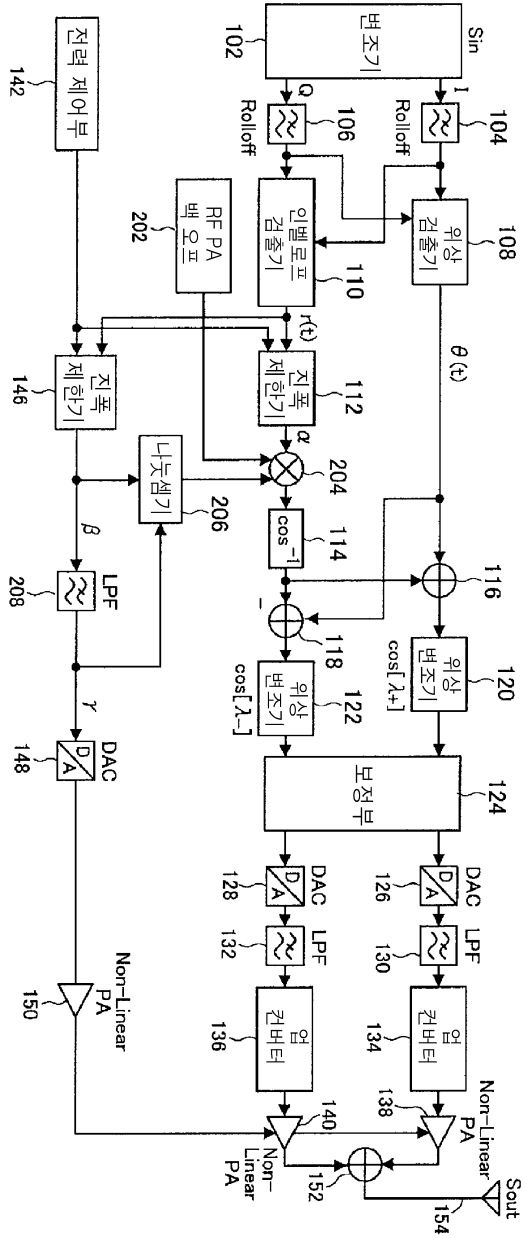 Sin
변조기
102
I
Q
104
Rolloff
106
Rolloff
위상
검출기
108
인벨로프
검출기
110
θ(t)
r(t)
RF PA
백 오프
202
전력 제어부
142
진폭
제한기
112
α
204
진폭
제한기
146
나눗셈기
206
β
cos⁻¹
114
116
118
−
LPF
208
γ
위상
변조기
120
cos[λ+]
위상
변조기
122
cos[λ−]
보정부
124
DAC
D
A
126
DAC
D
A
128
DAC
D
A
148
LPF
130
LPF
132
업
컨버터
134
업
컨버터
136
Non-Linear
PA
138
140
Non-
Linear
PA
Non-Linear
PA
150
152
Sout
154